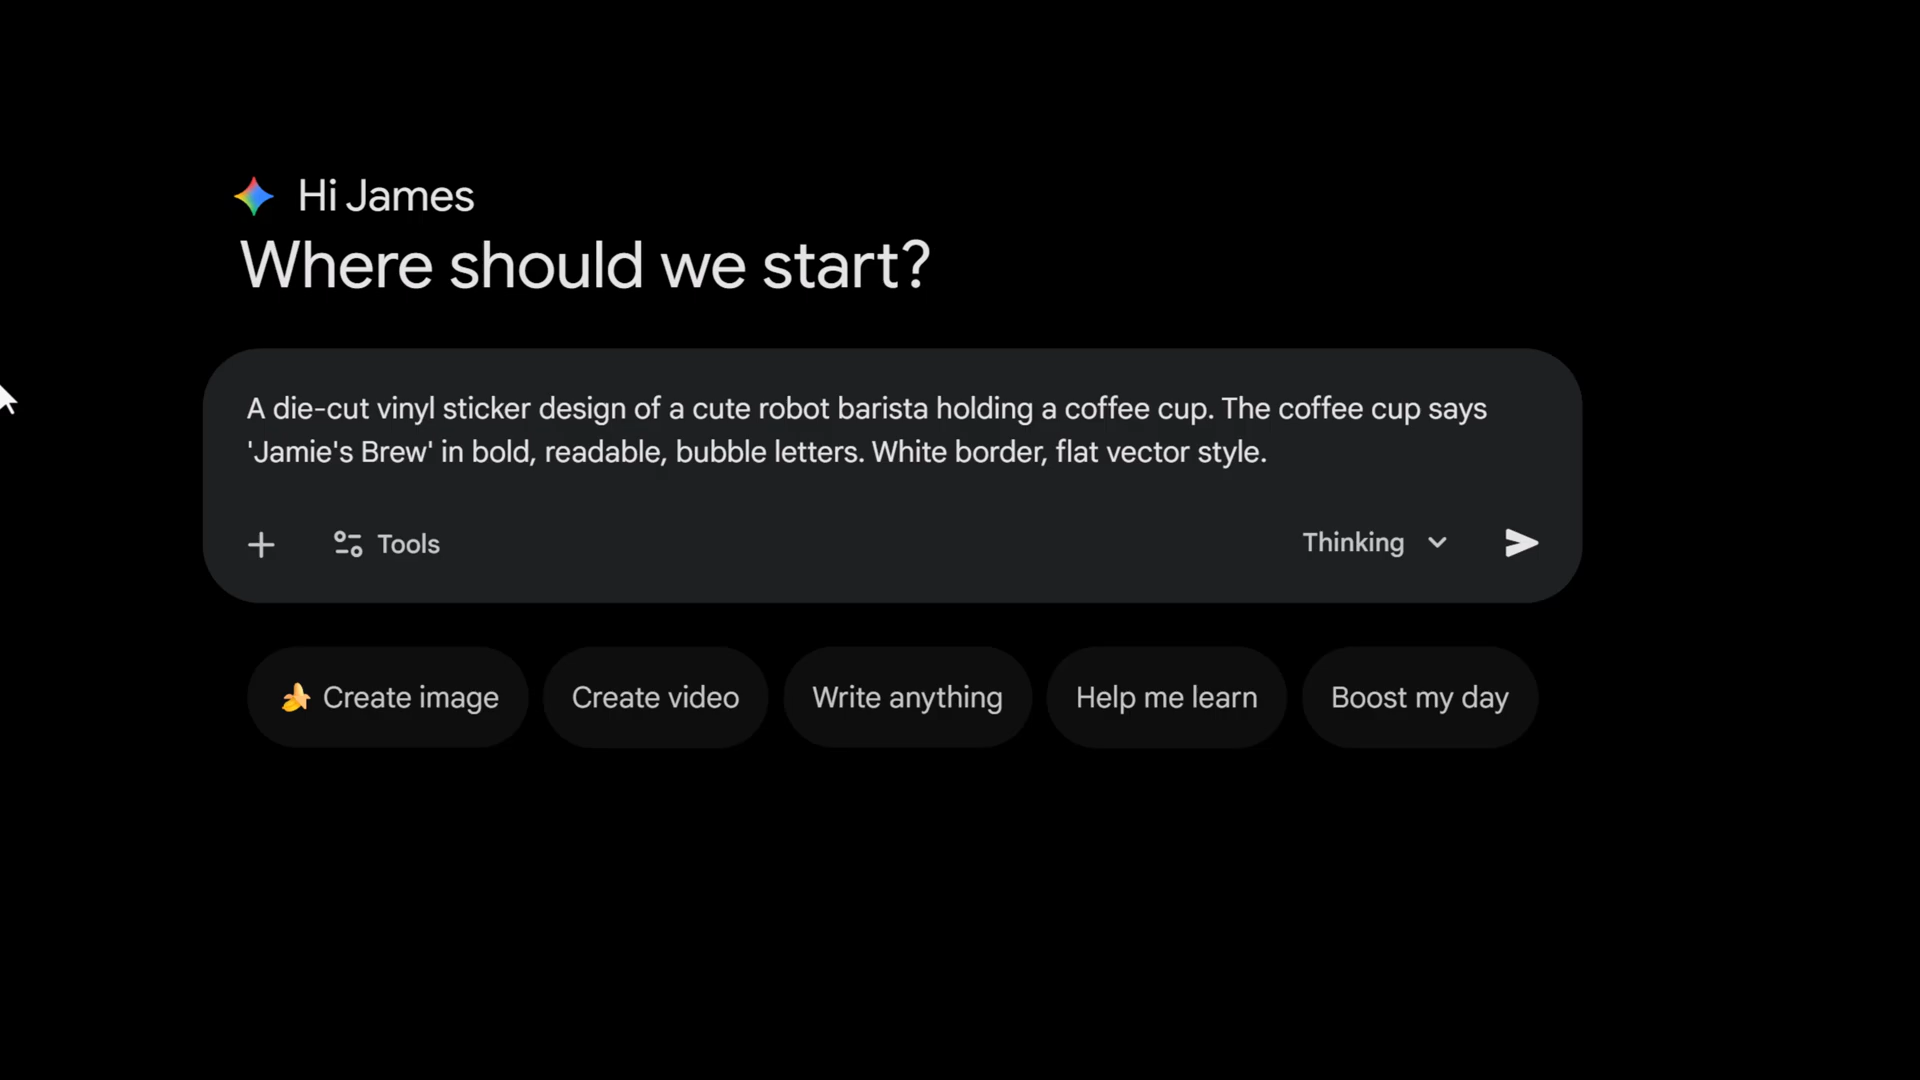 Hi James
Where should we start?
A die-cut vinyl sticker design of a cute robot barista holding a coffee cup. The coffee cup says
'Jamie's Brew' in bold, readable, bubble letters. White border, flat vector style.
Tools
Thinking
Create image
Create video
Write anything
Help me learn
Boost my day